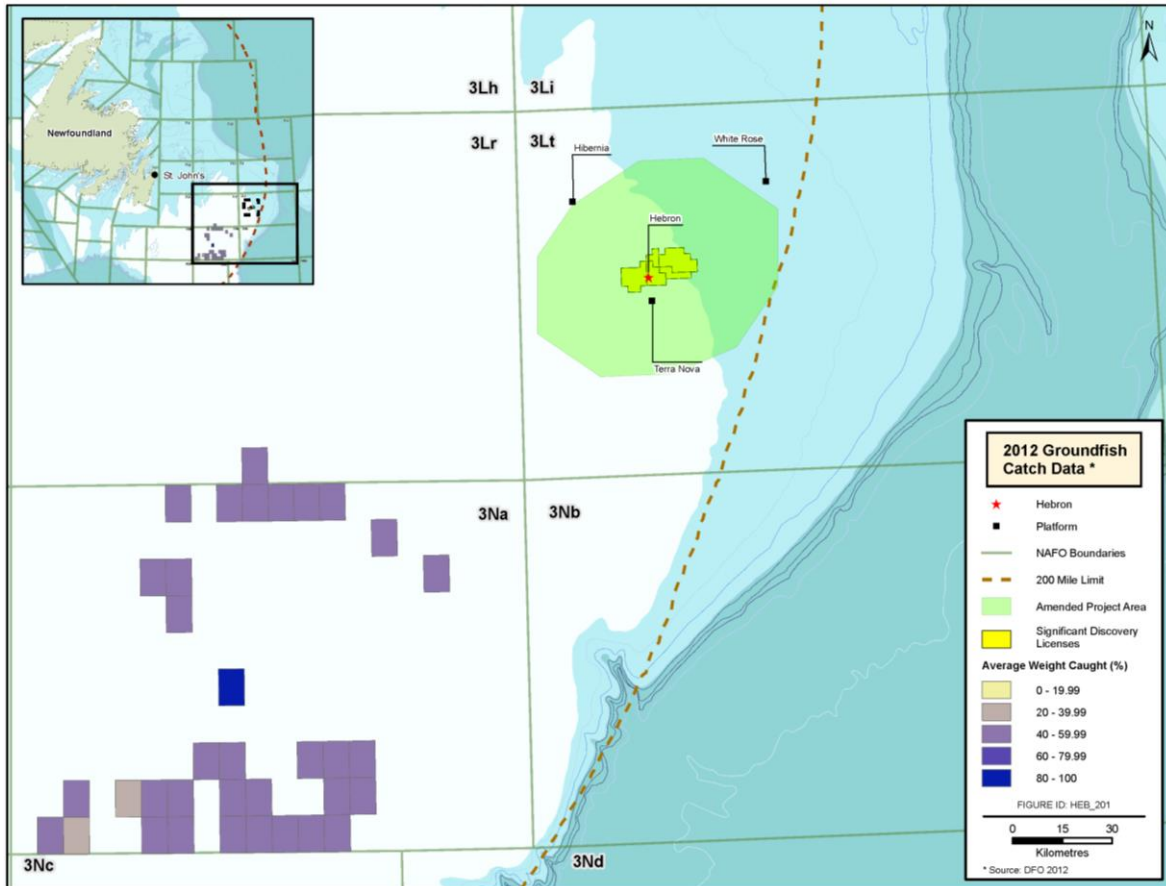 Newfoundland
St. John's
N
3Lh
3Li
3Lr
3Lt
Hibernia
White Rose
Hebron
Terra Nova
3Na
3Nb
3Nc
3Nd
2012 Groundfish
Catch Data *
Hebron
Platform
NAFO Boundaries
200 Mile Limit
Amended Project Area
Significant Discovery
Licenses
Average Weight Caught (%)
0 - 19.99
20 - 39.99
40 - 59.99
60 - 79.99
80 - 100
FIGURE ID: HEB_201
0 15 30
Kilometres
* Source: DFO 2012